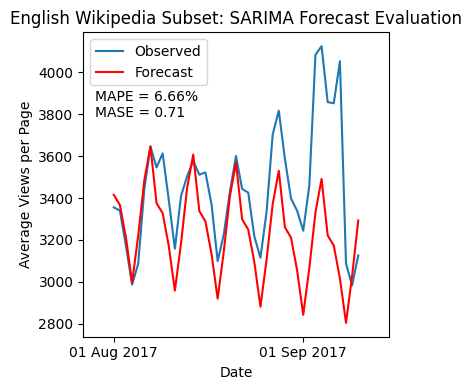 English Wikipedia Subset: SARIMA Forecast Evaluation
Observed
Forecast
MAPE = 6.66%
MASE = 0.71
Average Views per Page
4000
3800
3600
3400
3200
3000
2800
01 Aug 2017
01 Sep 2017
Date